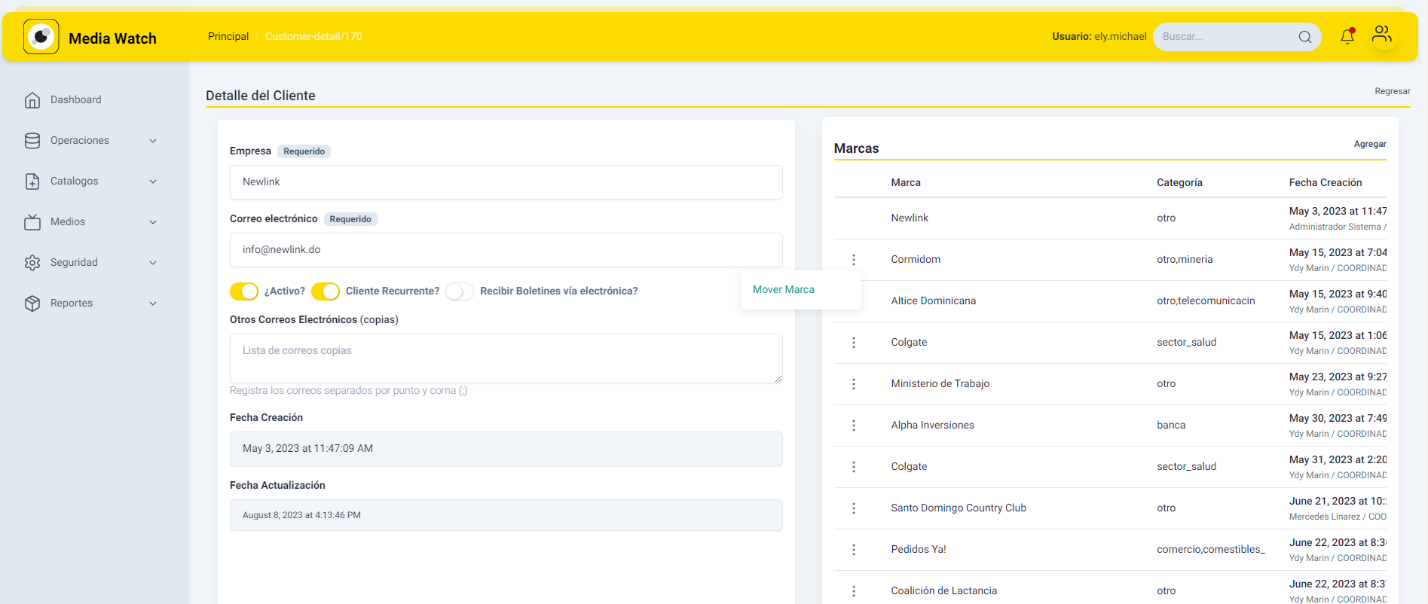 Media Watch
Principal › Customer-detail/170
Usuario: ely.michael
Buscar...
Dashboard
Operaciones
Catalogos
Medios
Seguridad
Reportes
Detalle del Cliente
Regresar
Empresa Requerido
Newlink
Correo electrónico Requerido
info@newlink.do
¿Activo? Cliente Recurrente? Recibir Boletines vía electrónica?
Otros Correos Electrónicos (copias)
Lista de correos copias
Registra los correos separados por punto y coma (;)
Fecha Creación
May 3, 2023 at 11:47:09 AM
Fecha Actualización
August 8, 2023 at 4:13:46 PM
Mover Marca
Marcas
Agregar
Marca Categoría Fecha Creación
Newlink otro May 3, 2023 at 11:47
Administrador Sistema /
Cormidom otro,mineria May 15, 2023 at 7:04
Ydy Marin / COORDINAD
Altice Dominicana otro,telecomunicacin May 15, 2023 at 9:40
Ydy Marin / COORDINAD
Colgate sector_salud May 15, 2023 at 1:06
Ydy Marin / COORDINAD
Ministerio de Trabajo otro May 23, 2023 at 9:27
Ydy Marin / COORDINAD
Alpha Inversiones banca May 30, 2023 at 7:49
Ydy Marin / COORDINAD
Colgate sector_salud May 31, 2023 at 2:20
Ydy Marin / COORDINAD
Santo Domingo Country Club otro June 21, 2023 at 10:
Mercedes Linarez / COO
Pedidos Ya! comercio,comestibles_ June 22, 2023 at 8:3
Ydy Marin / COORDINAD
Coalición de Lactancia otro June 22, 2023 at 8:3
Ydy Marin / COORDINAD